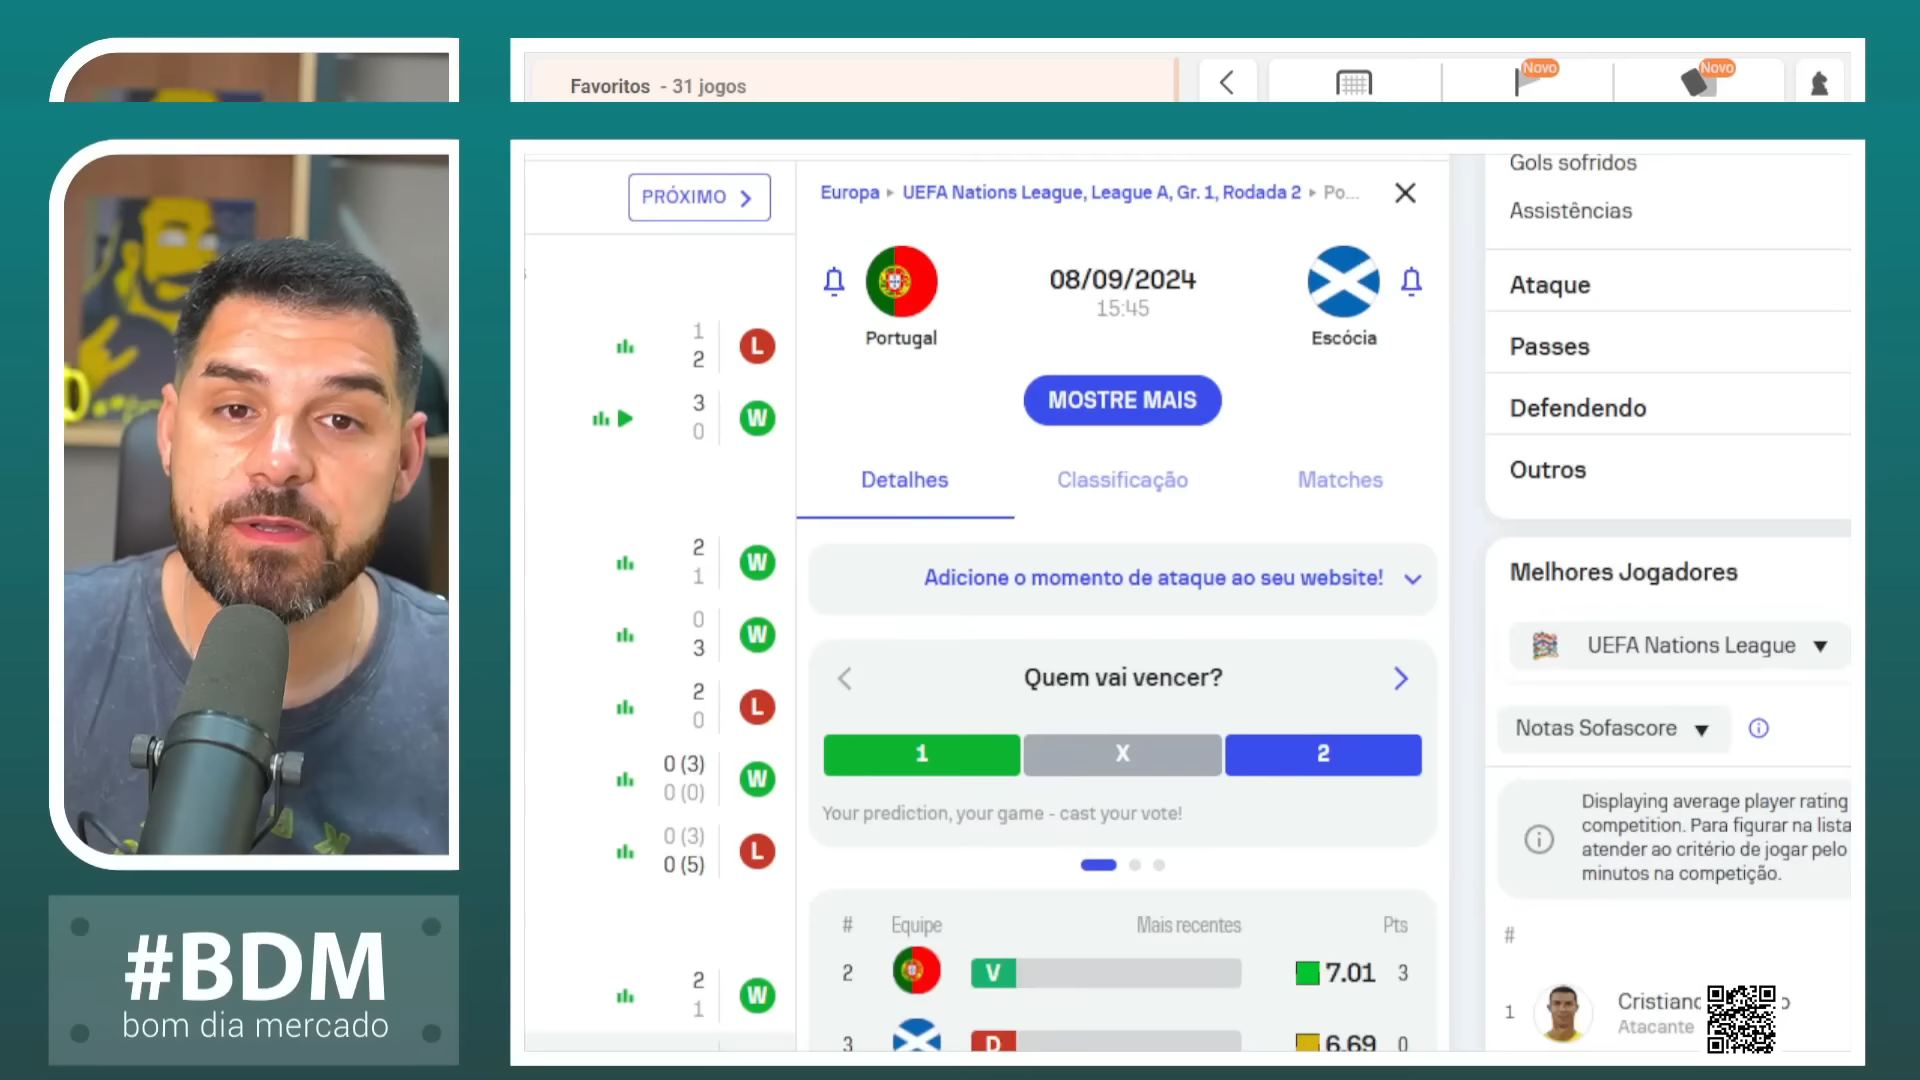 Favoritos - 31 jogos
Novo
Novo
PRÓXIMO
Europa
UEFA Nations League, League A, Gr. 1, Rodada 2
Po...
Portugal
08/09/2024
15:45
Escócia
MOSTRE MAIS
Detalhes
Classificação
Matches
Adicione o momento de ataque ao seu website!
Quem vai vencer?
1
X
2
Your prediction, your game - cast your vote!
# Equipe Mais recentes Pts
2 V 7.01 3
3 D 6.69 0
1
2
L
3
0
W
2
1
W
0
3
W
2
0
L
0 (3)
0 (0)
W
0 (3)
0 (5)
L
2
1
W
Gols sofridos
Assistências
Ataque
Passes
Defendendo
Outros
Melhores Jogadores
UEFA Nations League
Notas Sofascore
Displaying average player rating
competition. Para figurar na lista
atender ao critério de jogar pelo
minutos na competição.
#
1
Atacante
#BDM
bom dia mercado